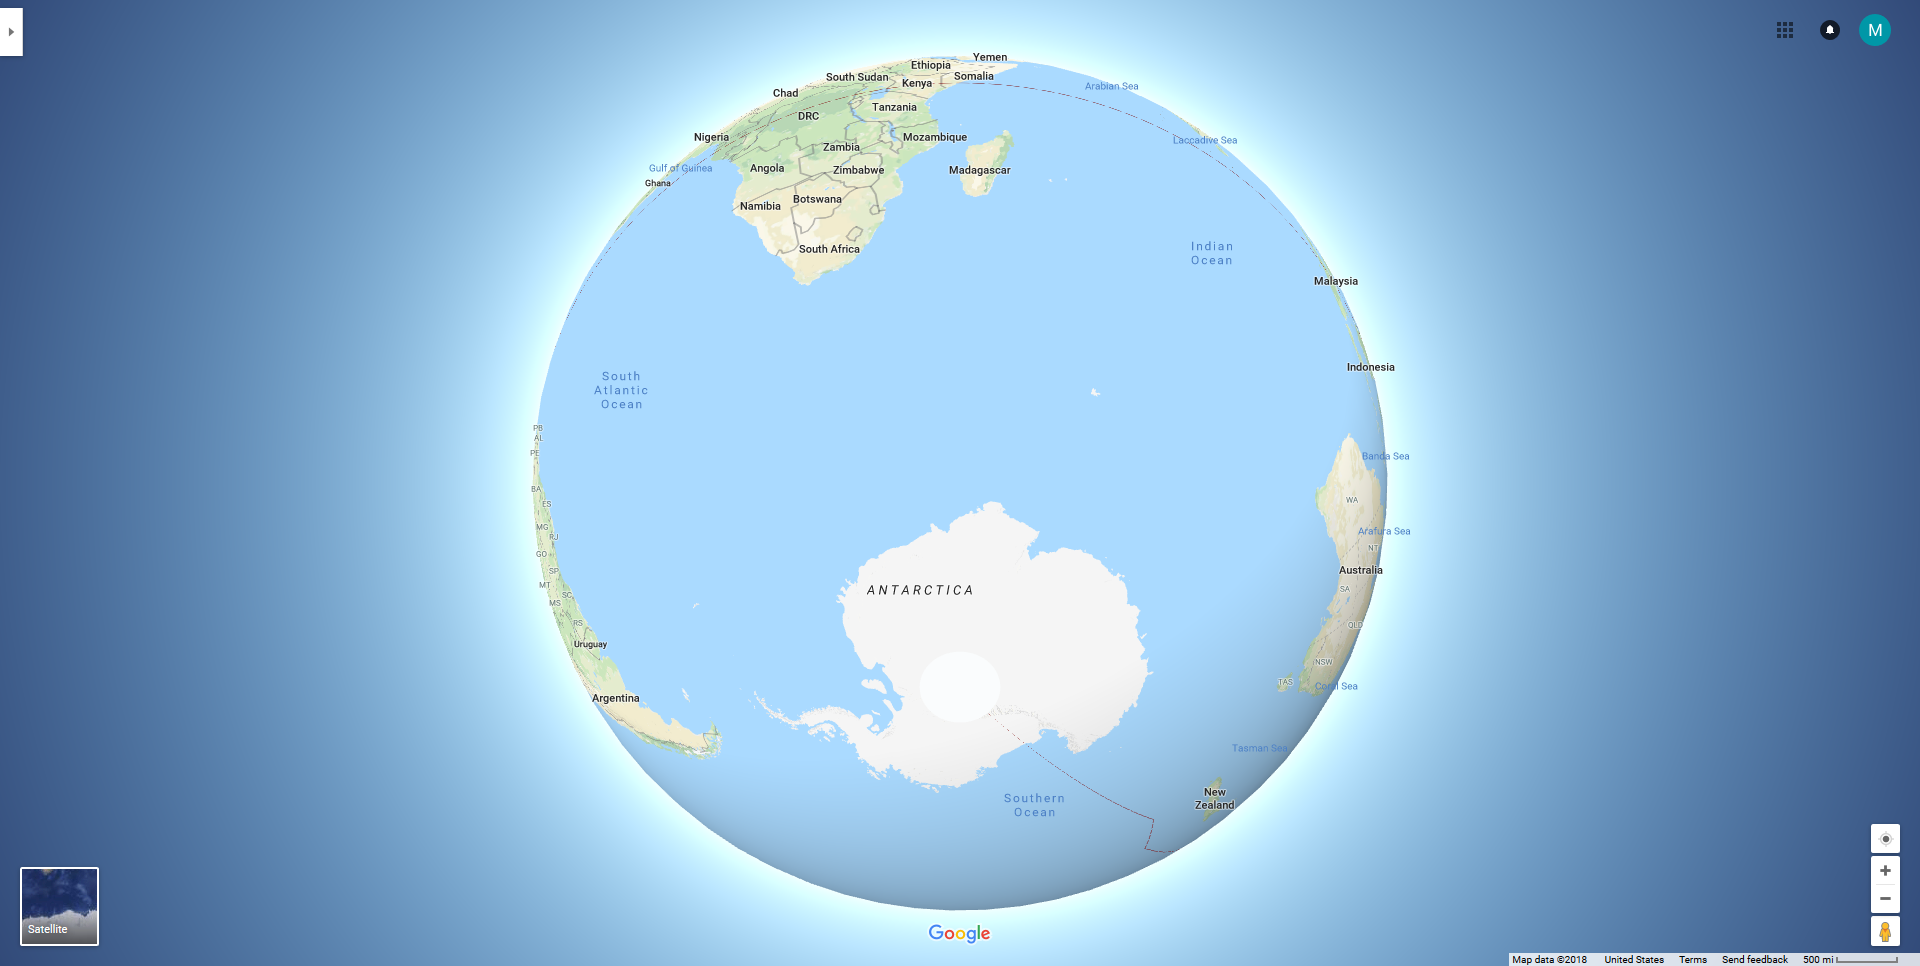 M
Yemen
Ethiopia
South Sudan
Somalia
Kenya
Arabian Sea
Chad
Tanzania
DRC
Nigeria
Mozambique
Laccadive Sea
Zambia
Gulf of Guinea
Angola
Zimbabwe
Madagascar
Ghana
Botswana
Namibia
South Africa
Indian
Ocean
Malaysia
Indonesia
South
Atlantic
Ocean
PB
AL
PE
Banda Sea
BA
WA
ES
MG
RJ
Arafura Sea
GO
NT
SP
Australia
MT
SC
SA
MS
RS
QLD
ANTARCTICA
Uruguay
NSW
TAS
Coral Sea
Argentina
Tasman Sea
Southern
Ocean
New
Zealand
Satellite
Google
Map data ©2018 United States Terms Send feedback 500 mi